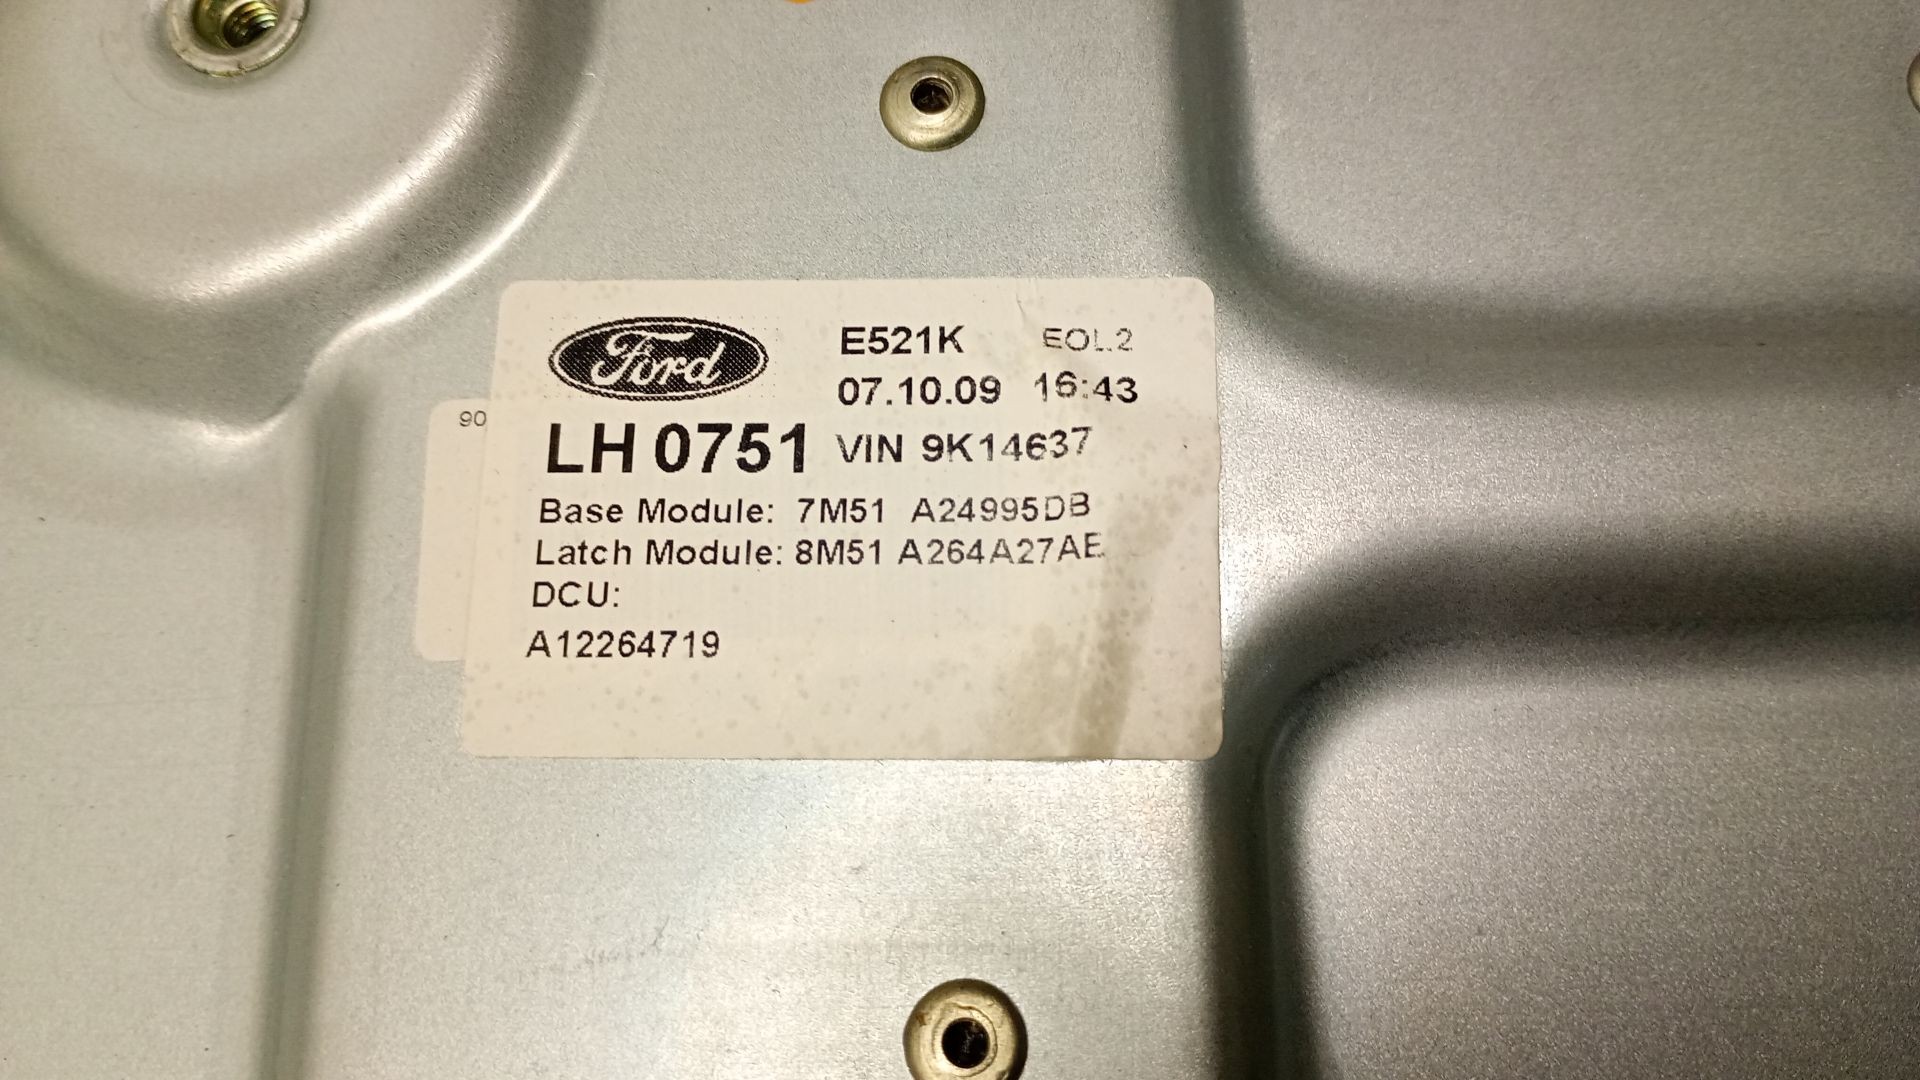 Ford
E521K EOL2
07.10.09 16:43
90
LH 0751 VIN 9K14637
Base Module: 7M51 A24995DB
Latch Module: 8M51 A264A27AE
DCU:
A12264719